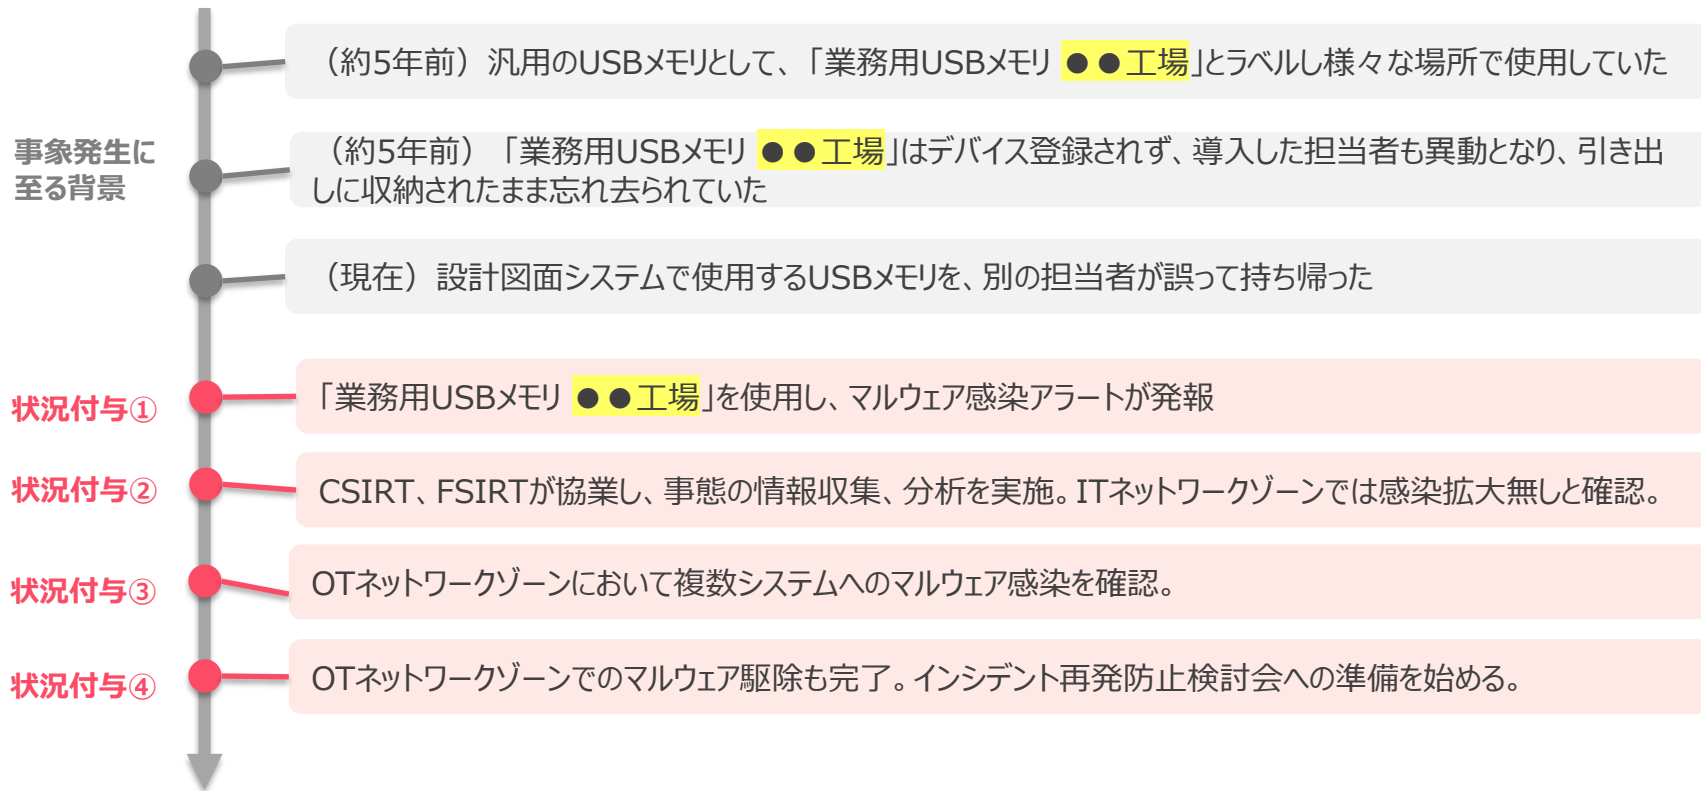 （約5年前）汎用のUSBメモリとして、「業務用USBメモリ ●●工場」とラベルし様々な場所で使用していた
事象発生に
至る背景
（約5年前）「業務用USBメモリ ●●工場」はデバイス登録されず、導入した担当者も異動となり、引き出
しに収納されたまま忘れ去られていた
（現在）設計図面システムで使用するUSBメモリを、別の担当者が誤って持ち帰った
状況付与①
「業務用USBメモリ ●●工場」を使用し、マルウェア感染アラートが発報
状況付与②
CSIRT、FSIRTが協業し、事態の情報収集、分析を実施。ITネットワークゾーンでは感染拡大無しと確認。
状況付与③
OTネットワークゾーンにおいて複数システムへのマルウェア感染を確認。
状況付与④
OTネットワークゾーンでのマルウェア駆除も完了。インシデント再発防止検討会への準備を始める。